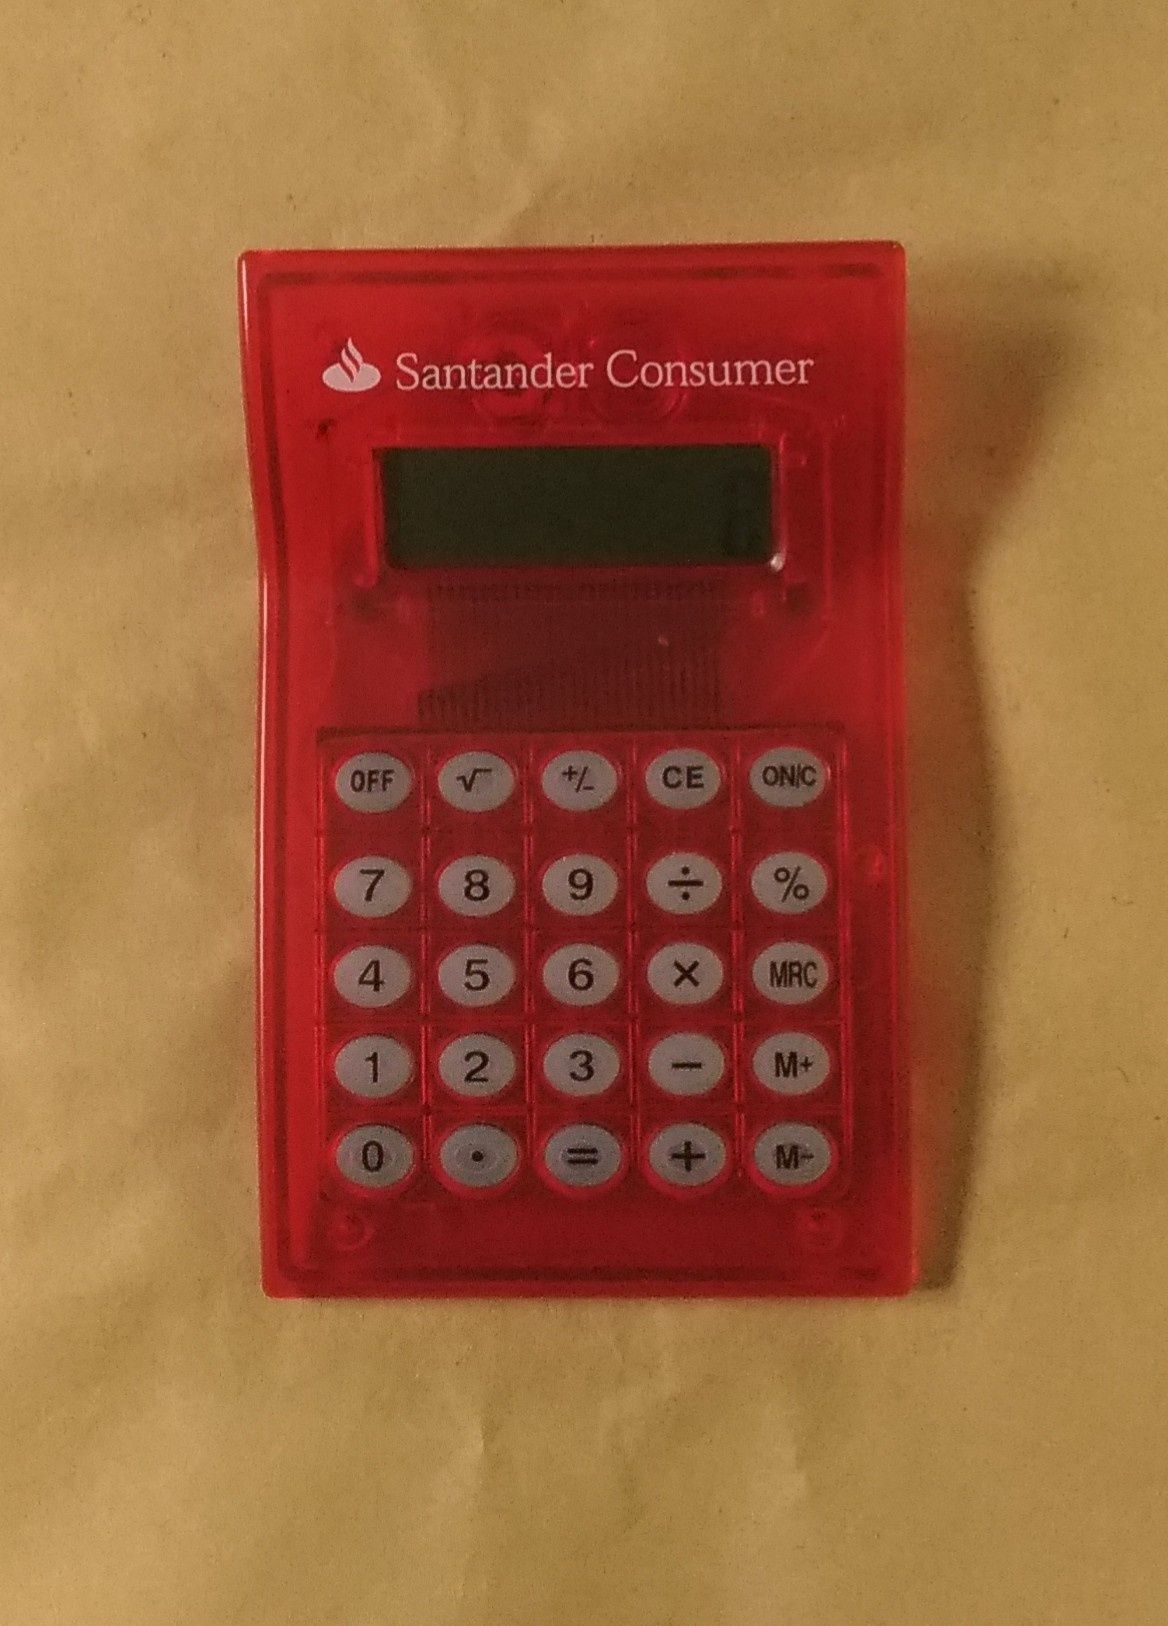 Santander Consumer
OFF √ +/- CE ON/C
7 8 9 ÷ %
4 5 6 × MRC
1 2 3 − M+
0 . = + M-